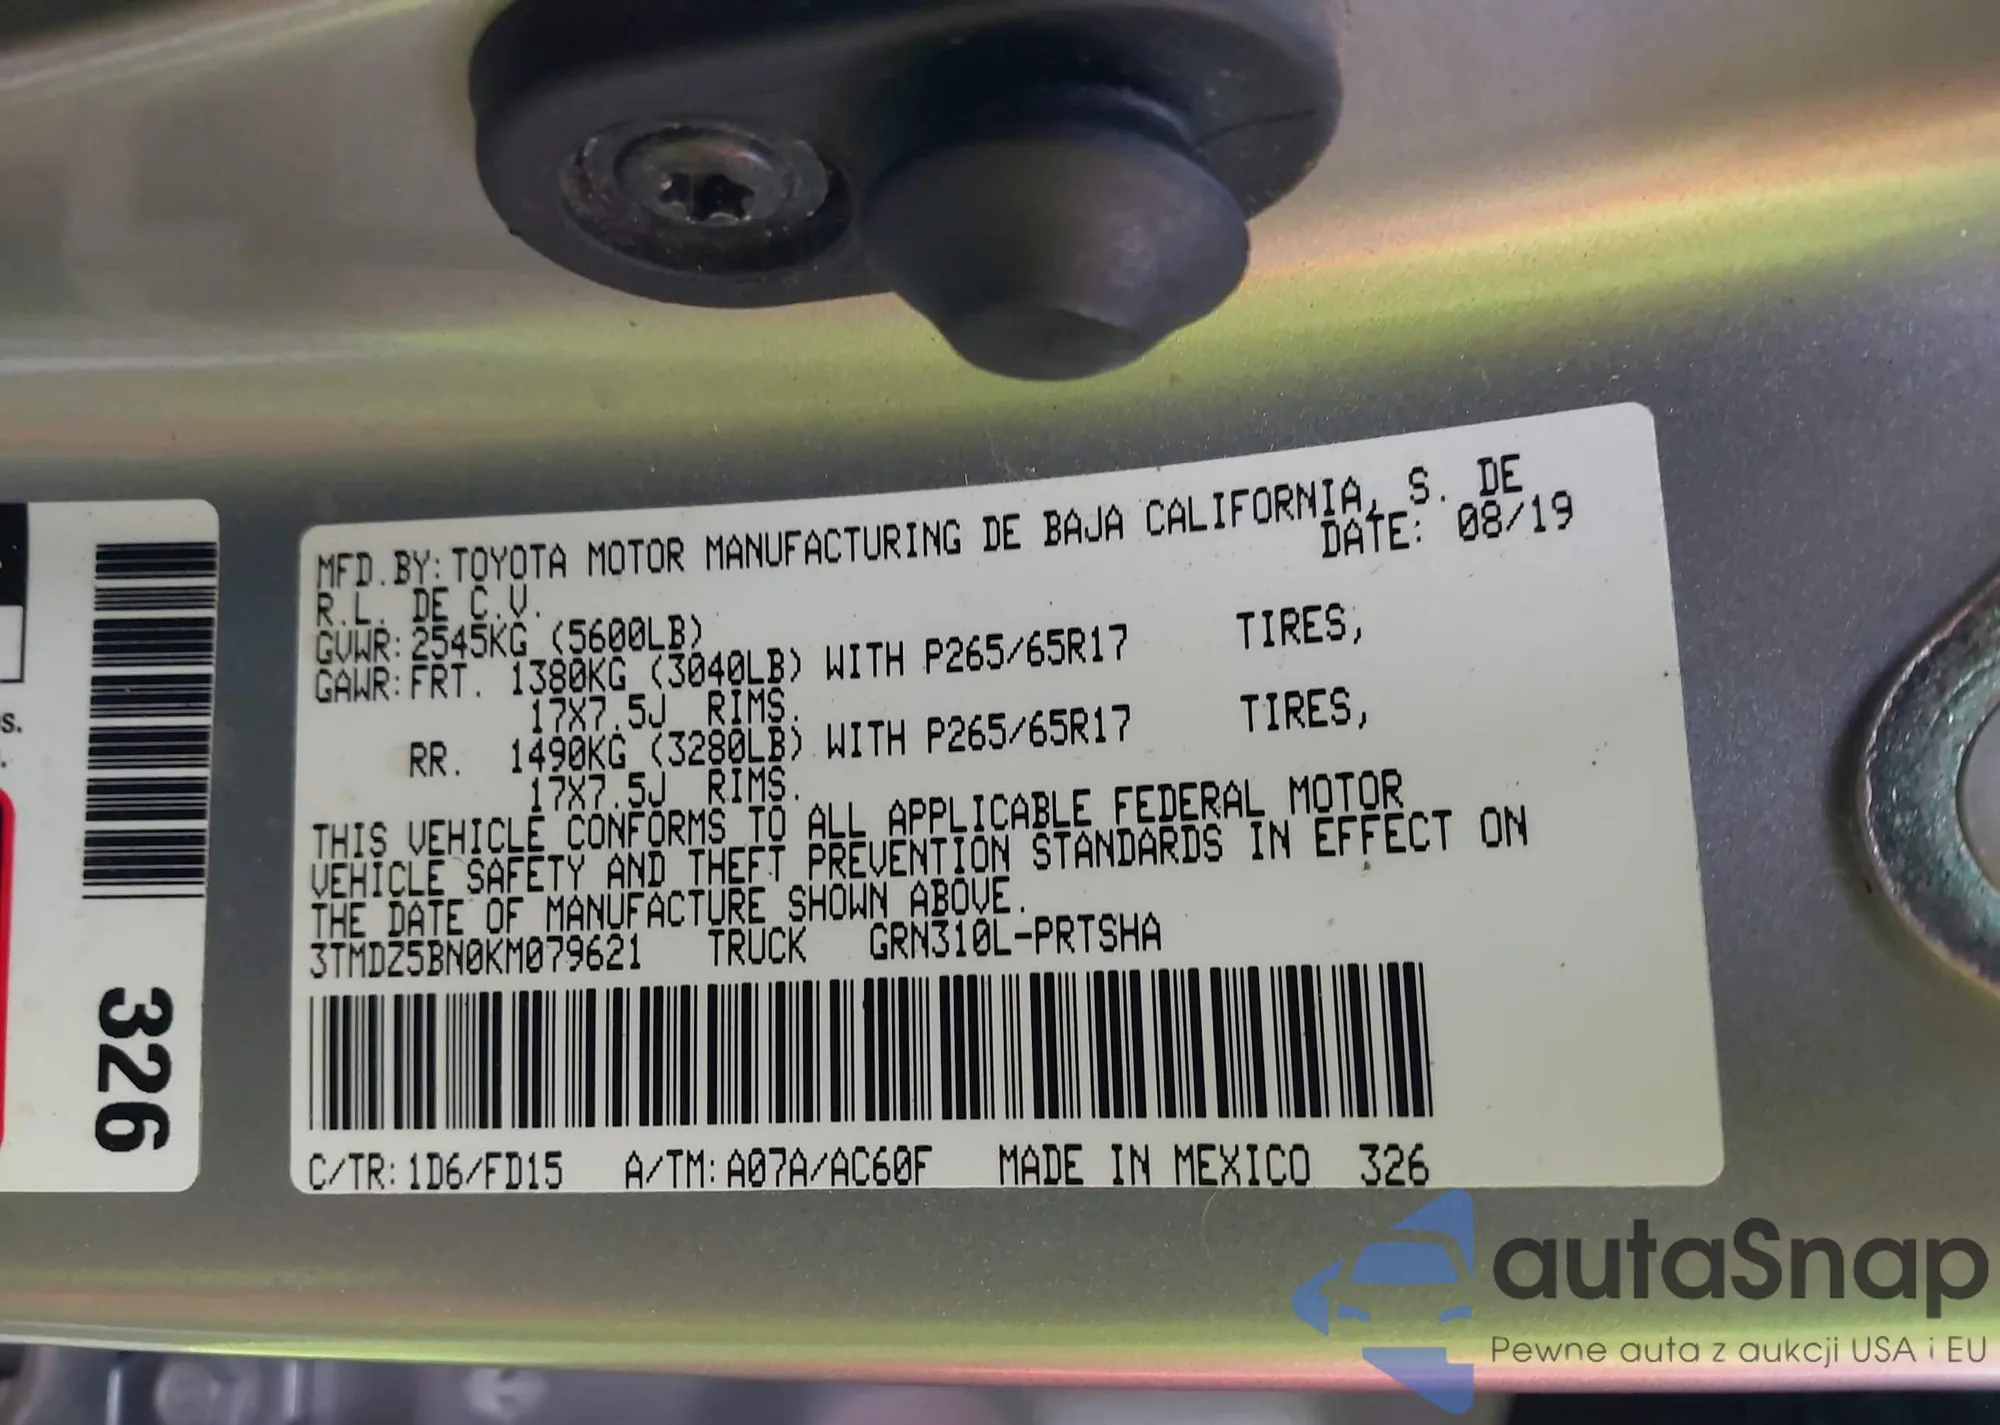 MFD.BY:TOYOTA MOTOR MANUFACTURING DE BAJA CALIFORNIA, S. DE
R.L. DE C.V. DATE: 08/19
GVWR:2545KG (5600LB)
GAWR:FRT. 1380KG (3040LB) WITH P265/65R17 TIRES,
17X7.5J RIMS.
RR. 1490KG (3280LB) WITH P265/65R17 TIRES,
17X7.5J RIMS.
THIS VEHICLE CONFORMS TO ALL APPLICABLE FEDERAL MOTOR
VEHICLE SAFETY AND THEFT PREVENTION STANDARDS IN EFFECT ON
THE DATE OF MANUFACTURE SHOWN ABOVE.
3TMDZ5BN0KM079621 TRUCK GRN310L-PRTSHA
C/TR:1D6/FD15 A/TM:A07A/AC60F MADE IN MEXICO 326
326
autaSnap
Pewne auta z aukcji USA i EU